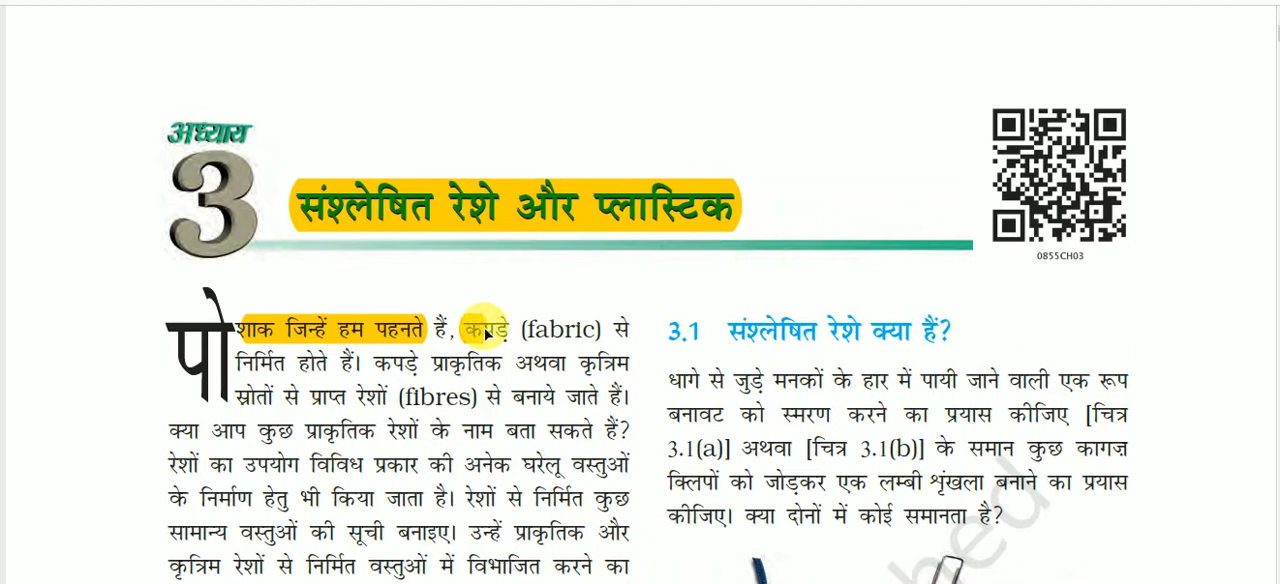 अध्याय
3
संश्लेषित रेशे और प्लास्टिक
0855CH03
पोशाक जिन्हें हम पहनते हैं, कपड़े (fabric) से
निर्मित होते हैं। कपड़े प्राकृतिक अथवा कृत्रिम
स्रोतों से प्राप्त रेशों (fibres) से बनाये जाते हैं।
क्या आप कुछ प्राकृतिक रेशों के नाम बता सकते हैं?
रेशों का उपयोग विविध प्रकार की अनेक घरेलू वस्तुओं
के निर्माण हेतु भी किया जाता है। रेशों से निर्मित कुछ
सामान्य वस्तुओं की सूची बनाइए। उन्हें प्राकृतिक और
कृत्रिम रेशों से निर्मित वस्तुओं में विभाजित करने का
3.1 संश्लेषित रेशे क्या हैं?
धागे से जुड़े मनकों के हार में पायी जाने वाली एक रूप
बनावट को स्मरण करने का प्रयास कीजिए [चित्र
3.1(a)] अथवा [चित्र 3.1(b)] के समान कुछ कागज
क्लिपों को जोड़कर एक लम्बी शृंखला बनाने का प्रयास
कीजिए। क्या दोनों में कोई समानता है?